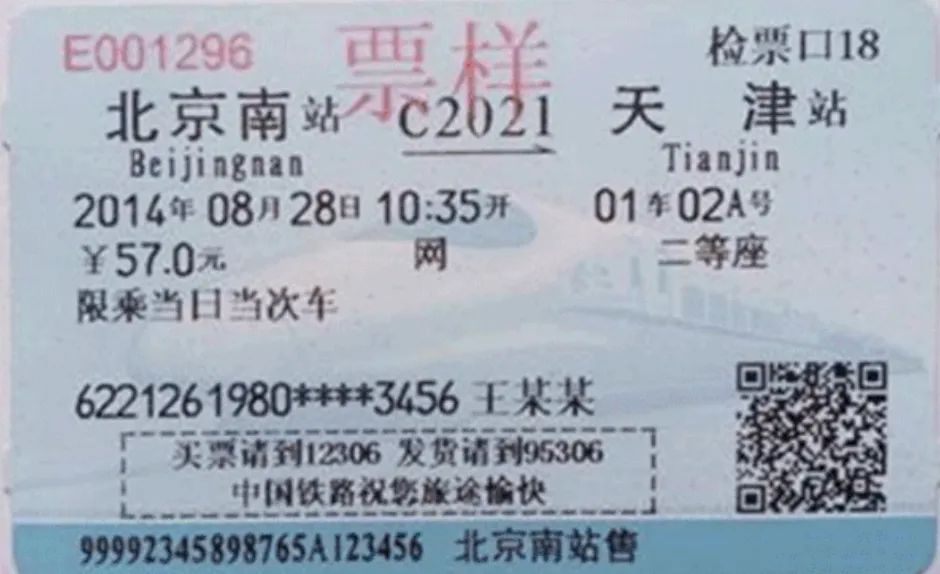 E001296 票样 检票口18
北京南站 C2021 天津站
Beijingnan Tianjin
2014年08月28日 10:35开 01车02A号
￥57.0元 网 二等座
限乘当日当次车
6221261980****3456 王某某
买票请到12306 发货请到95306
中国铁路祝您旅途愉快
99992345898765A123456 北京南站售